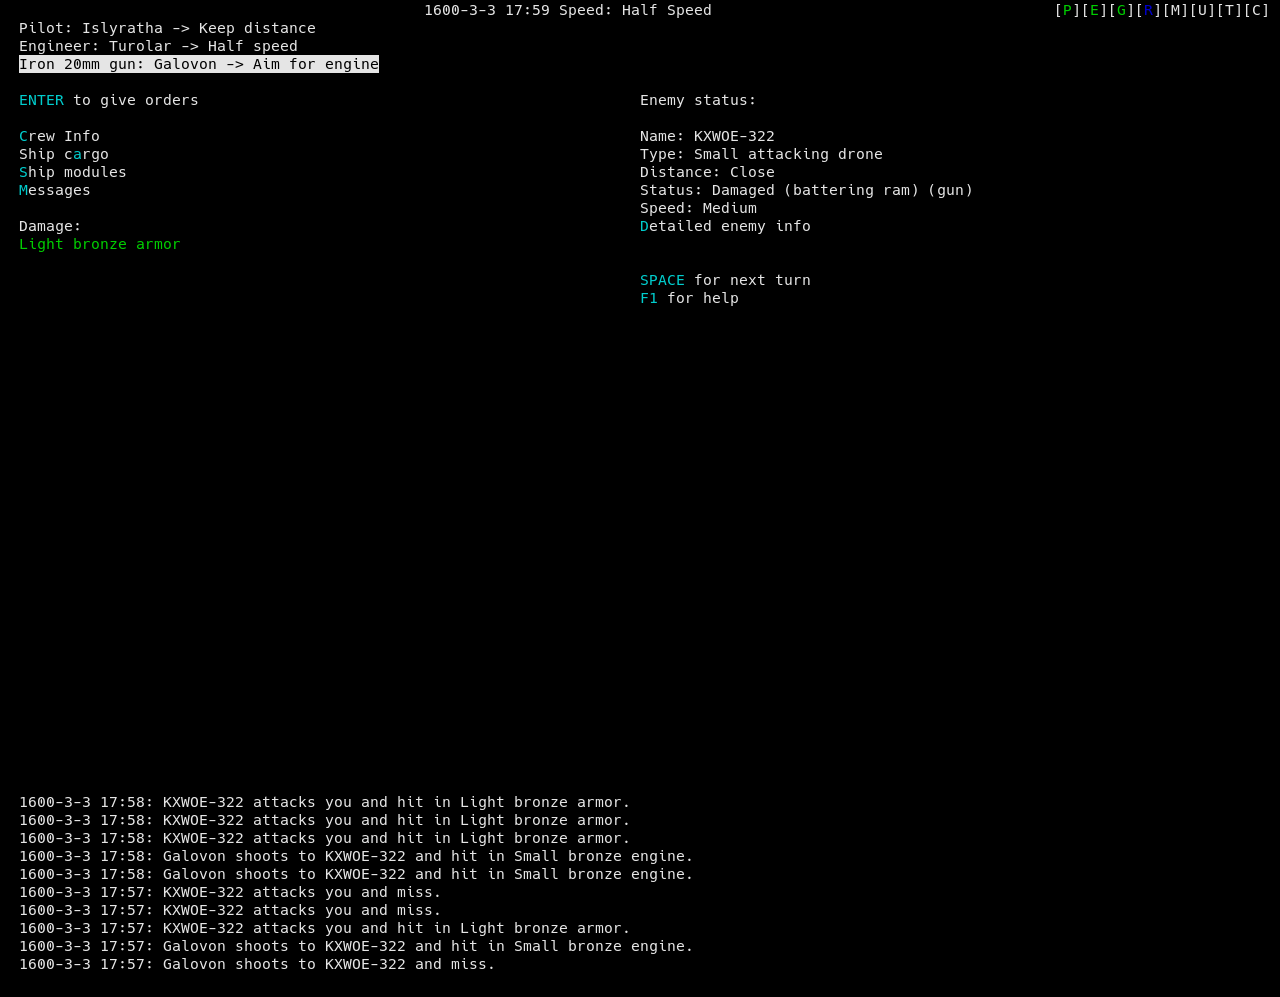 1600-3-3 17:59 Speed: Half Speed [P][E][G][R][M][U][T][C]
Pilot: Islyratha -> Keep distance
Engineer: Turolar -> Half speed
Iron 20mm gun: Galovon -> Aim for engine
ENTER to give orders
Crew Info
Ship cargo
Ship modules
Messages
Damage:
Light bronze armor
Enemy status:
Name: KXWOE-322
Type: Small attacking drone
Distance: Close
Status: Damaged (battering ram) (gun)
Speed: Medium
Detailed enemy info
SPACE for next turn
F1 for help
1600-3-3 17:58: KXWOE-322 attacks you and hit in Light bronze armor.
1600-3-3 17:58: KXWOE-322 attacks you and hit in Light bronze armor.
1600-3-3 17:58: KXWOE-322 attacks you and hit in Light bronze armor.
1600-3-3 17:58: Galovon shoots to KXWOE-322 and hit in Small bronze engine.
1600-3-3 17:58: Galovon shoots to KXWOE-322 and hit in Small bronze engine.
1600-3-3 17:57: KXWOE-322 attacks you and miss.
1600-3-3 17:57: KXWOE-322 attacks you and miss.
1600-3-3 17:57: KXWOE-322 attacks you and hit in Light bronze armor.
1600-3-3 17:57: Galovon shoots to KXWOE-322 and hit in Small bronze engine.
1600-3-3 17:57: Galovon shoots to KXWOE-322 and miss.